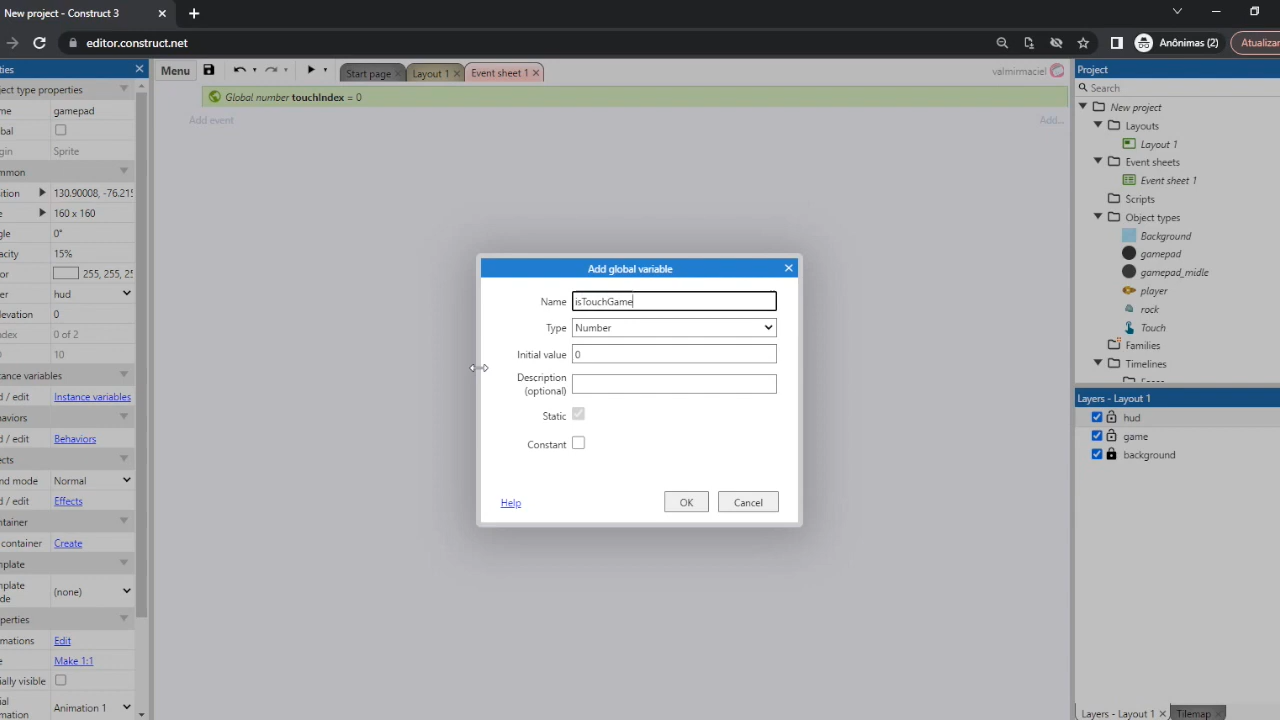 New project - Construct 3
editor.construct.net
Anônimas (2)
Atualizar
ties
Menu
Start page
Layout 1
Event sheet 1
valmirmaciel
Project
ject type properties
Global number touchIndex = 0
Search
me
gamepad
Add event
Add...
New project
bal
Layouts
gin
Sprite
Layout 1
mmon
Event sheets
ition
130.90008, -76.215
Event sheet 1
e
160 x 160
Scripts
gle
0°
Object types
acity
15%
Background
or
255, 255, 25
gamepad
er
hud
gamepad_midle
levation
0
player
ndex
0 of 2
rock
10
Touch
Families
Timelines
stance variables
d / edit
Instance variables
Layers - Layout 1
haviors
hud
d / edit
Behaviors
game
ects
background
nd mode
Normal
d / edit
Effects
ontainer
container
Create
mplate
mplate
de
(none)
operties
mations
Edit
e
Make 1:1
ially visible
ial
mation
Animation 1
Add global variable
Name
isTouchGame
Type
Number
Initial value
0
Description
(optional)
Static
Constant
Help
OK
Cancel
Layers - Layout 1
Tilemap